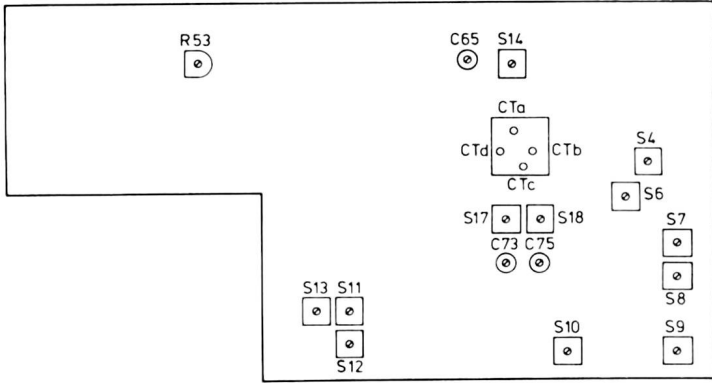 R53
C65 S14
CTa
CTd CTb
CTc
S4
S6
S17 S18
S7
C73 C75
S8
S13 S11
S12
S10 S9